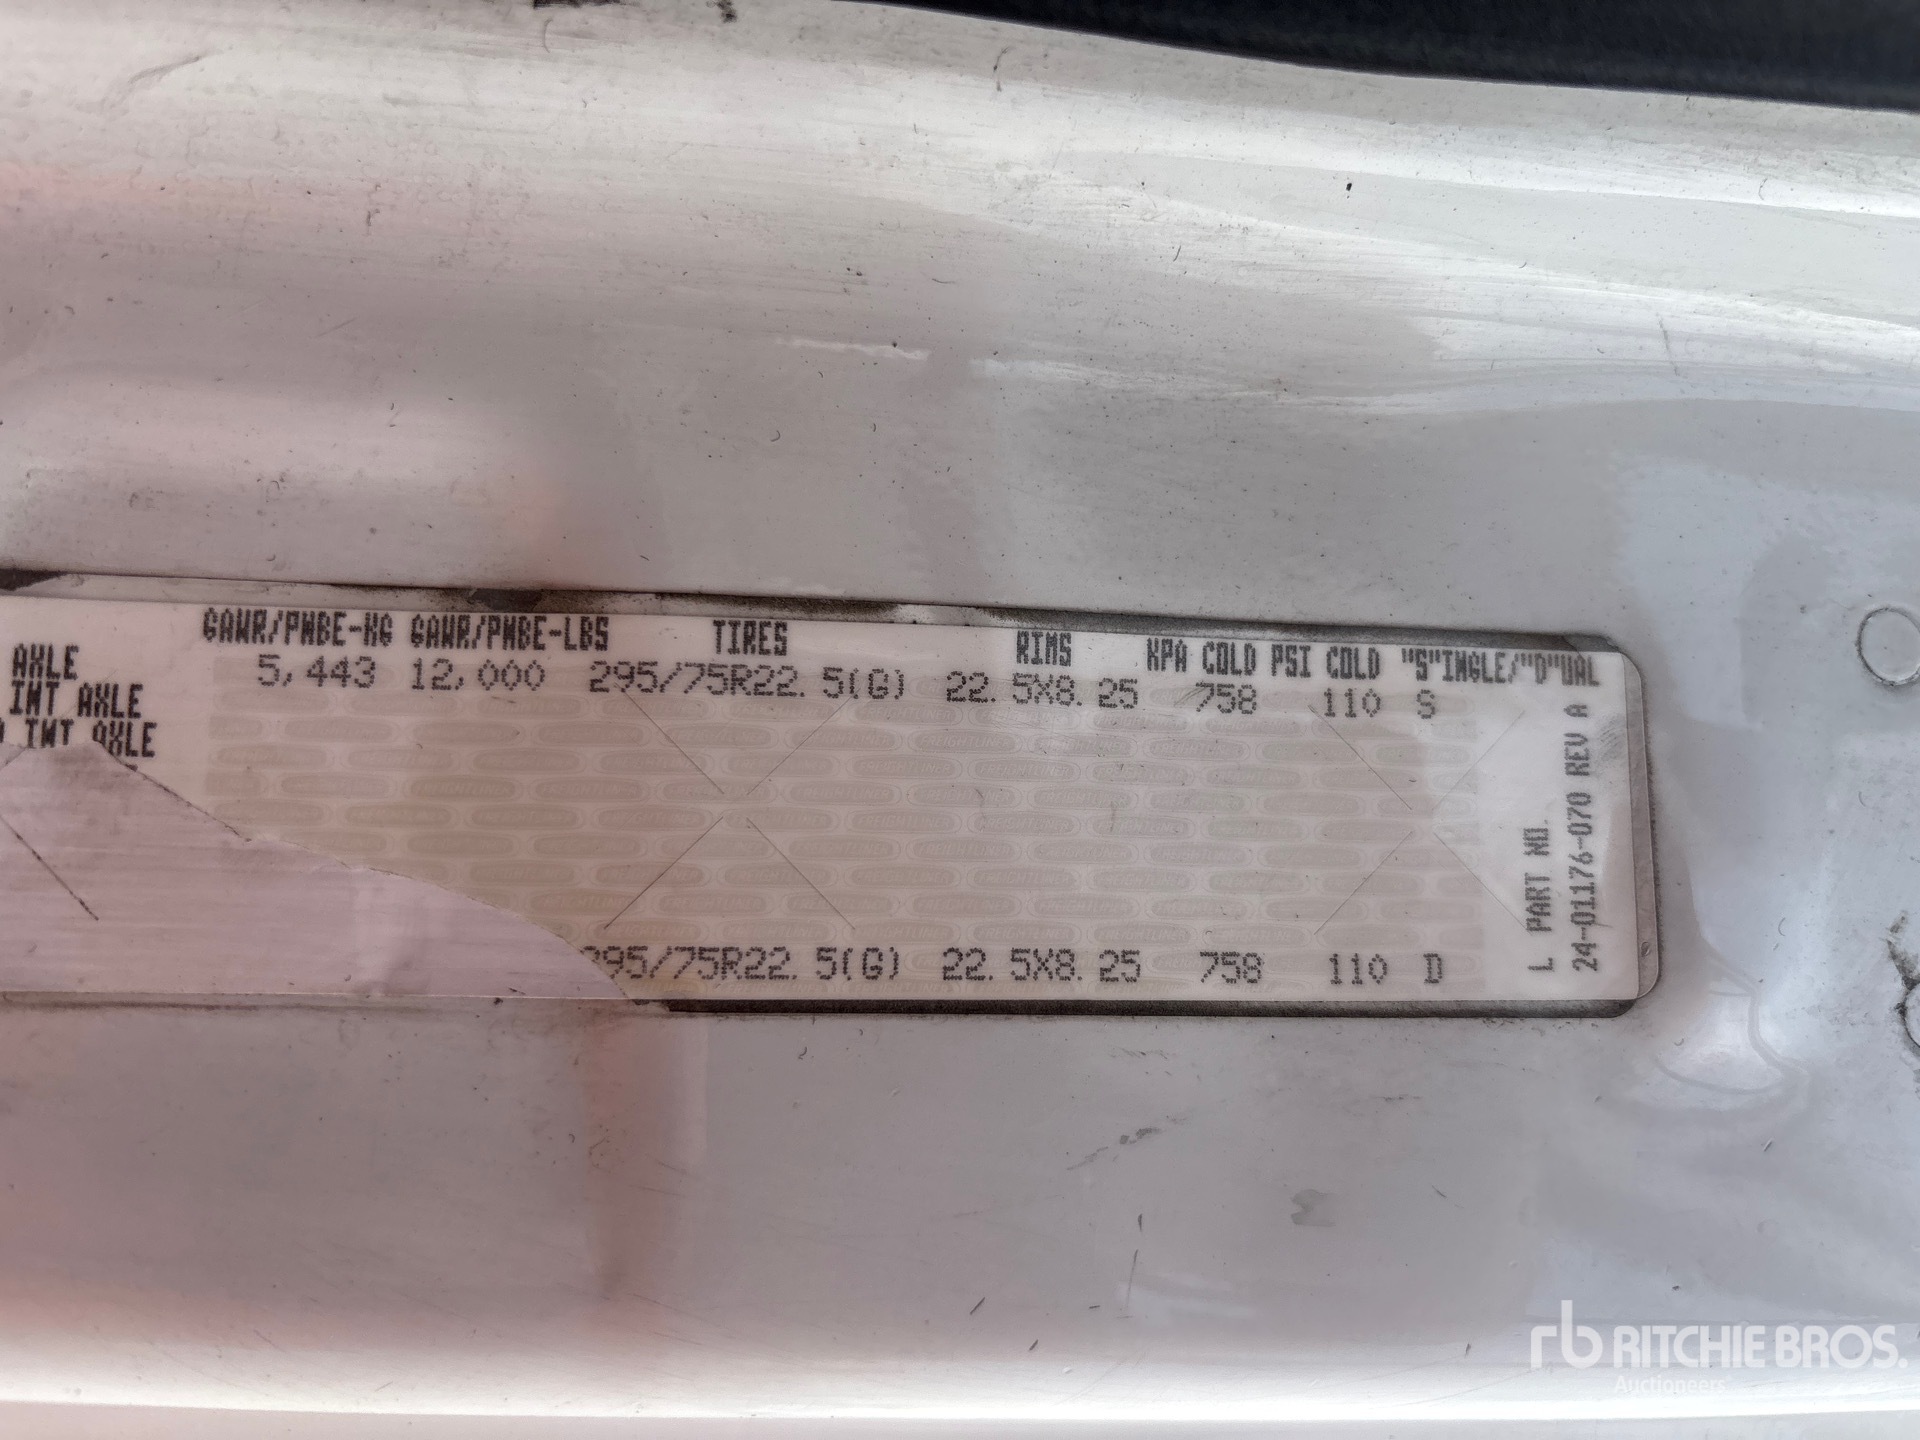 GAWR/PNBE-KG GAWR/PNBE-LBS TIRES RIMS KPA COLD PSI COLD "S"INGLE/"D"UAL
AXLE 5,443 12,000 295/75R22.5(G) 22.5X8.25 758 110 S
INT AXLE
INT AXLE
295/75R22.5(G) 22.5X8.25 758 110 D
L PART NO.
24-01176-070 REV A
FREIGHTLINER
rb RITCHIE BROS.
Auctioneers